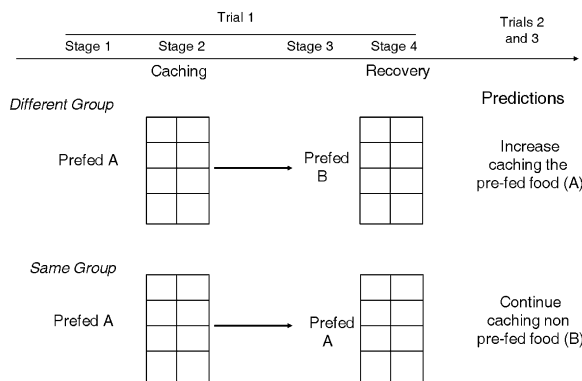 Trial 1
Trials 2
and 3
Stage 1
Stage 2
Stage 3
Stage 4
Caching
Recovery
Different Group
Predictions
Prefed A
Prefed
B
Increase
caching the
pre-fed food (A)
Same Group
Prefed A
Prefed
A
Continue
caching non
pre-fed food (B)